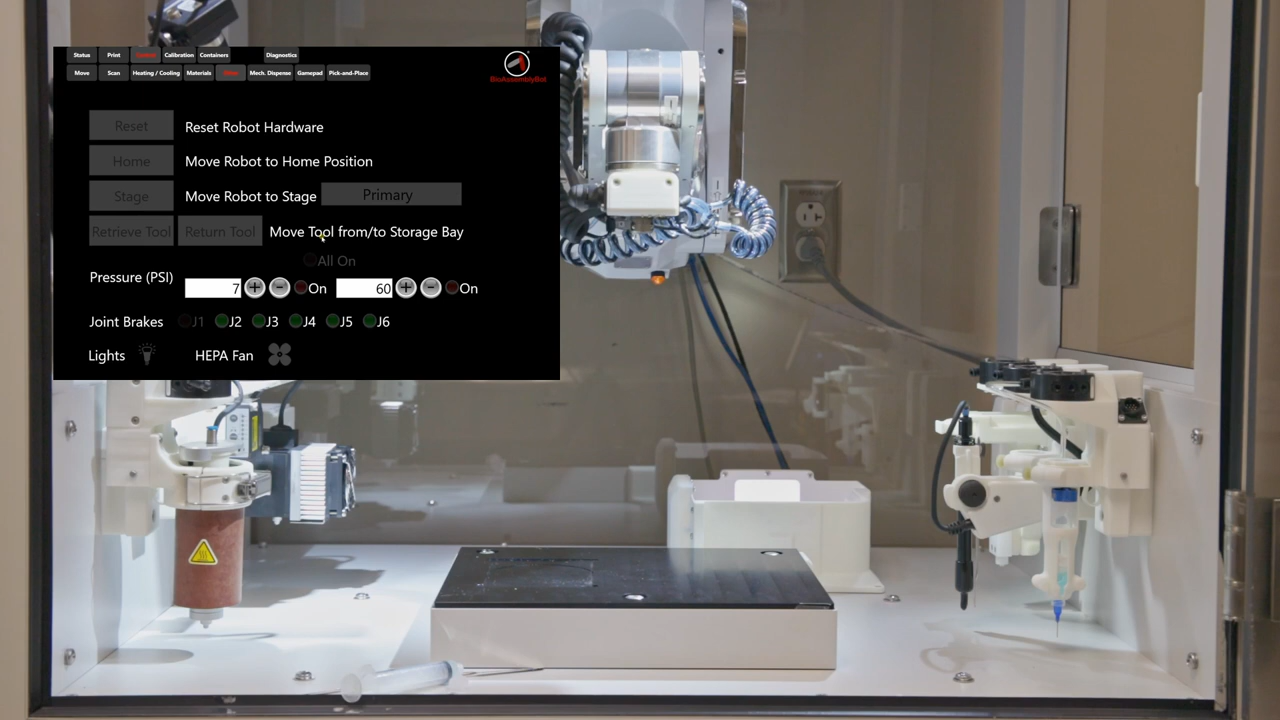 Status Print Calibration Containers Diagnostics
Move Scan Heating / Cooling Materials Mech. Dispense Gamepad Pick-and-Place
BioAssemblyBot
Reset Reset Robot Hardware
Home Move Robot to Home Position
Stage Move Robot to Stage Primary
Retrieve Tool Return Tool Move Tool from/to Storage Bay
All On
Pressure (PSI) 7 + − On 60 + − On
Joint Brakes J1 J2 J3 J4 J5 J6
Lights HEPA Fan